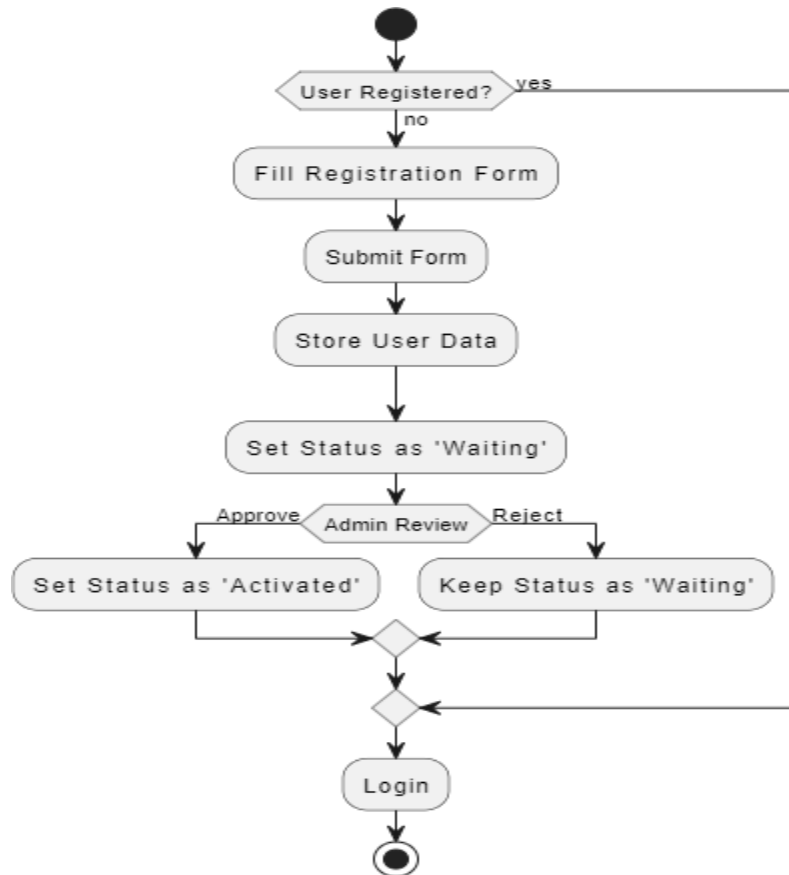 User Registered?
yes
no
Fill Registration Form
Submit Form
Store User Data
Set Status as 'Waiting'
Approve
Admin Review
Reject
Set Status as 'Activated'
Keep Status as 'Waiting'
Login